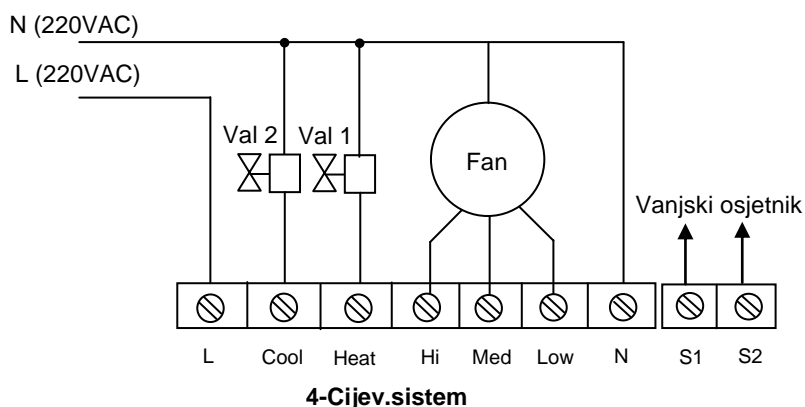 N (220VAC)
L (220VAC)
Val 2 Val 1
Fan
Vanjski osjetnik
L Cool Heat Hi Med Low N S1 S2
4-Cijev.sistem